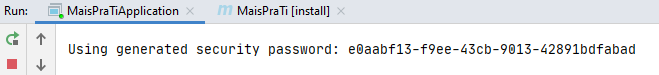 Run: MaisPraTiApplication × MaisPraTi [install] ×
Using generated security password: e0aabf13-f9ee-43cb-9013-42891bdfabad